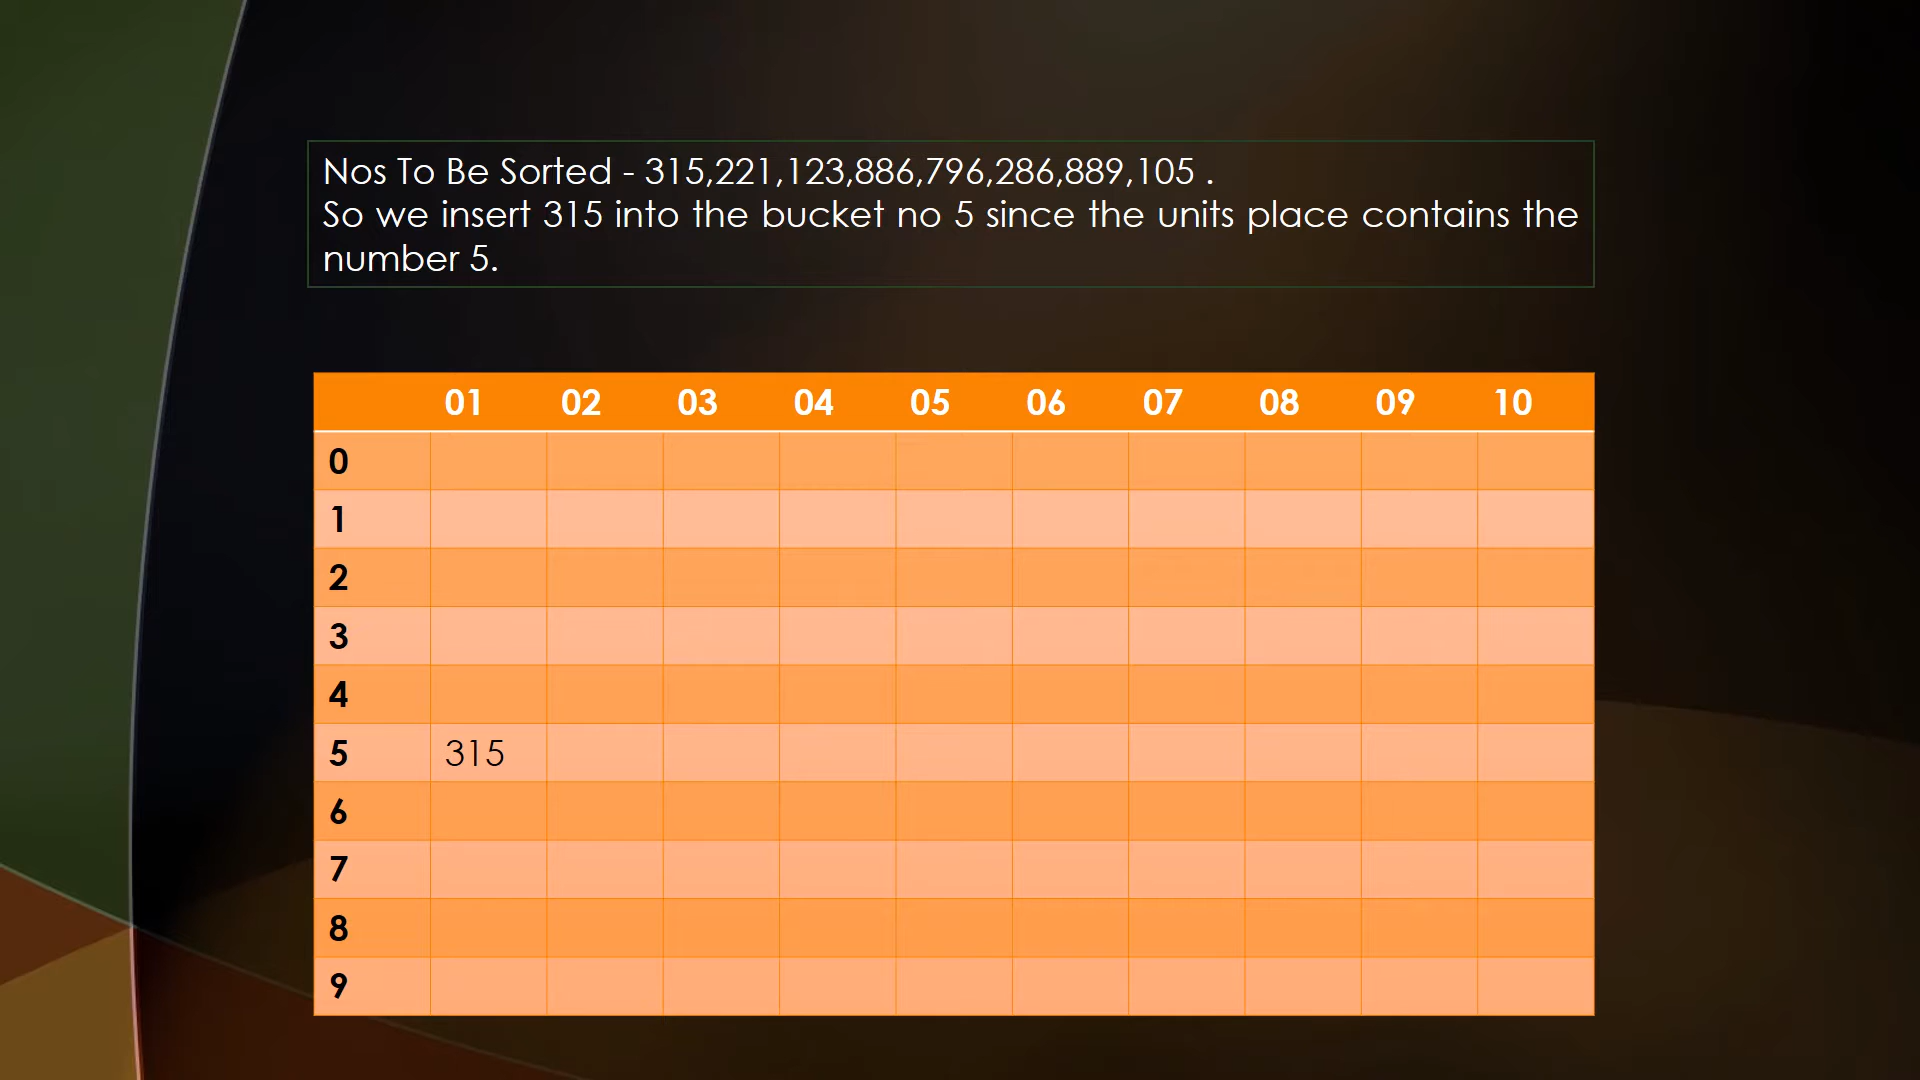 Nos To Be Sorted - 315,221,123,886,796,286,889,105 .
So we insert 315 into the bucket no 5 since the units place contains the
number 5.
01 02 03 04 05 06 07 08 09 10
0
1
2
3
4
5 315
6
7
8
9